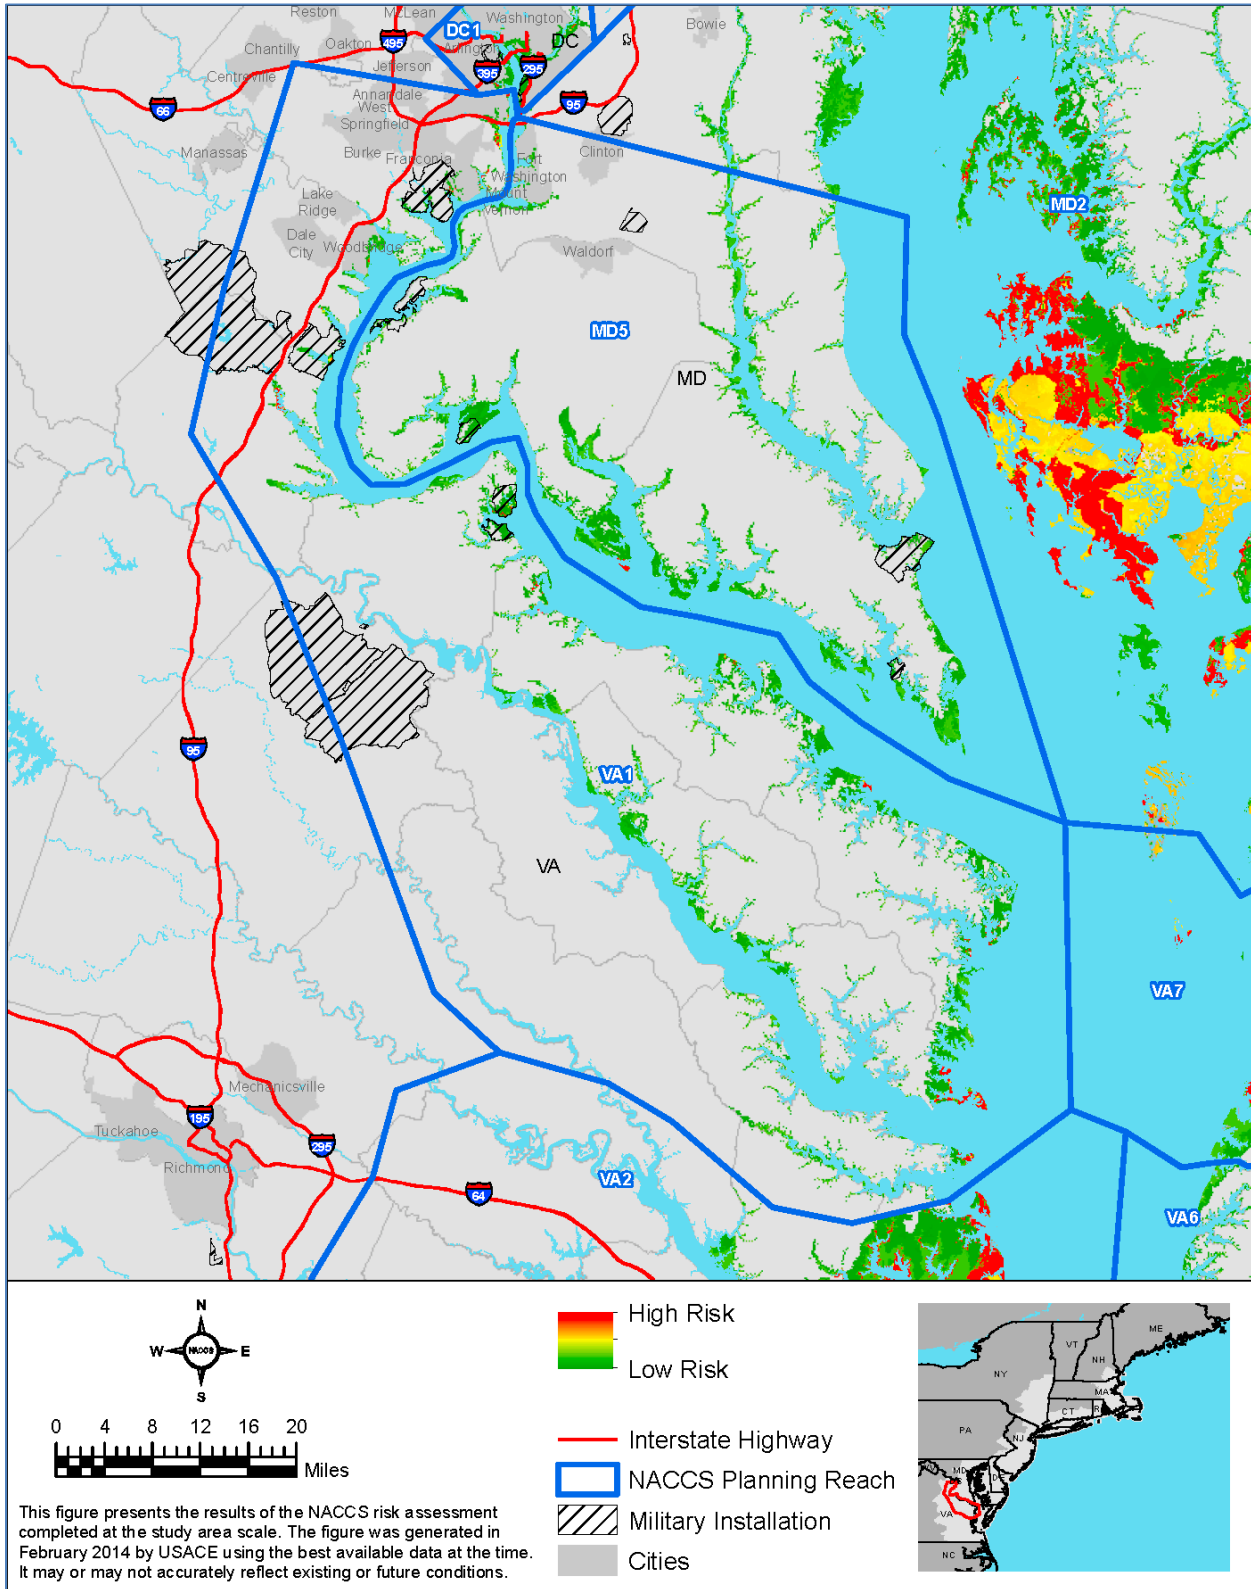 Reston
McLean
Washington
Bowie
DC1
DC
Oakton
495
Arlington
Chantilly
Jefferson
395
295
Centreville
Annandale
66
West
95
Springfield
Manassas
Burke
Franconia
Fort
Clinton
Washington
Mount
Vernon
MD2
Lake
Ridge
Dale
City
Woodbridge
Waldorf
MD5
MD
95
VA1
VA
VA7
Mechanicsville
195
Tuckahoe
295
Richmond
VA2
64
VA6
N
W
NACCS
E
S
0 4 8 12 16 20
Miles
This figure presents the results of the NACCS risk assessment
completed at the study area scale. The figure was generated in
February 2014 by USACE using the best available data at the time.
It may or may not accurately reflect existing or future conditions.
High Risk
Low Risk
Interstate Highway
NACCS Planning Reach
Military Installation
Cities
ME
VT
NH
NY
MA
CT
PA
NJ
MD
DE
VA
NC